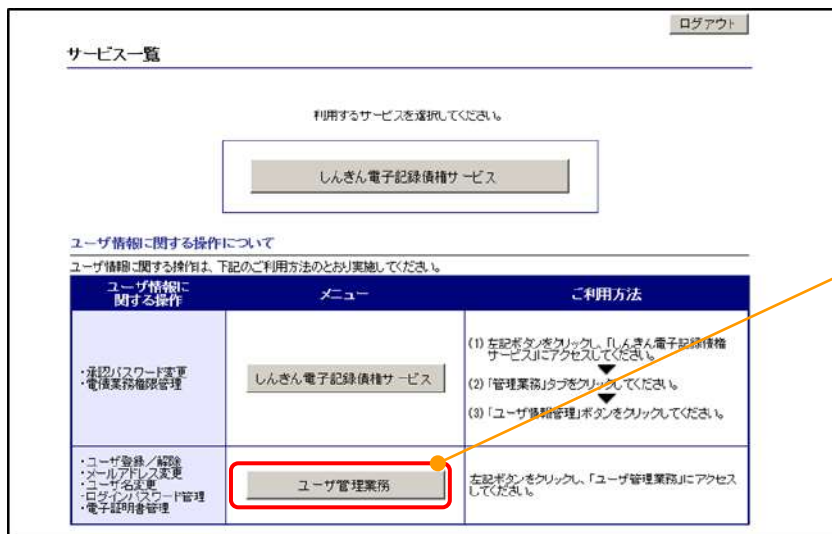 ログアウト
サービス一覧
利用するサービスを選択してください。
しんきん電子記録債権サービス
ユーザ情報に関する操作について
ユーザ情報に関する操作は、下記のご利用方法のとおり実施してください。
ユーザ情報に
関する操作
メニュー
ご利用方法
・承認パスワード変更
・電債業務権限管理
しんきん電子記録債権サービス
(1) 左記ボタンをクリックし、「しんきん電子記録債権
サービス」にアクセスしてください。
(2)「管理業務」タブをクリックしてください。
(3)「ユーザ情報管理」ボタンをクリックしてください。
・ユーザ登録／解除
・メールアドレス変更
・ユーザ名変更
・ログインパスワード管理
・電子証明書管理
ユーザ管理業務
左記ボタンをクリックし、「ユーザ管理業務」にアクセス
してください。